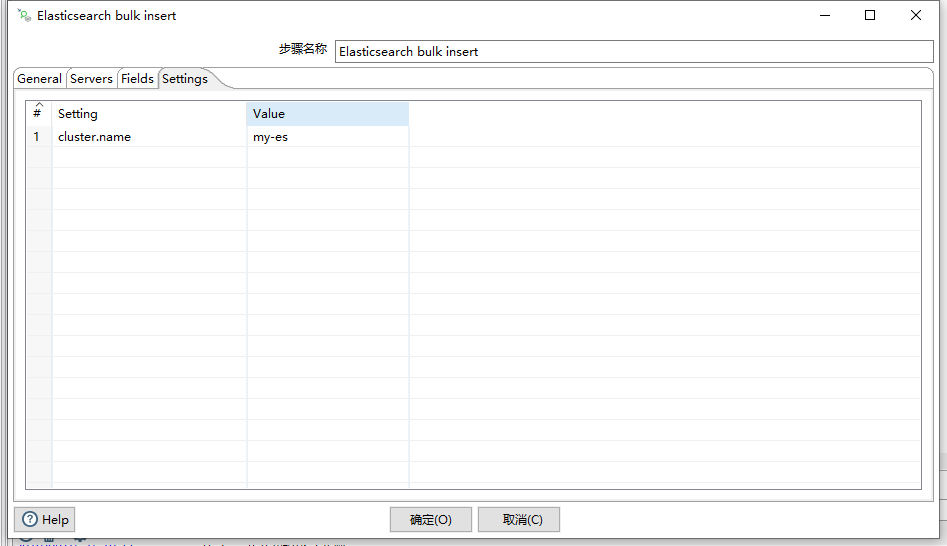 Elasticsearch bulk insert
步骤名称 Elasticsearch bulk insert
General Servers Fields Settings
# Setting Value
1 cluster.name my-es
Help 确定(O) 取消(C)